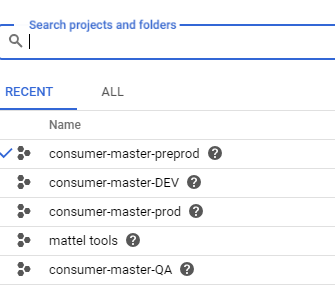 Search projects and folders
RECENT ALL
Name
consumer-master-preprod
consumer-master-DEV
consumer-master-prod
mattel tools
consumer-master-QA